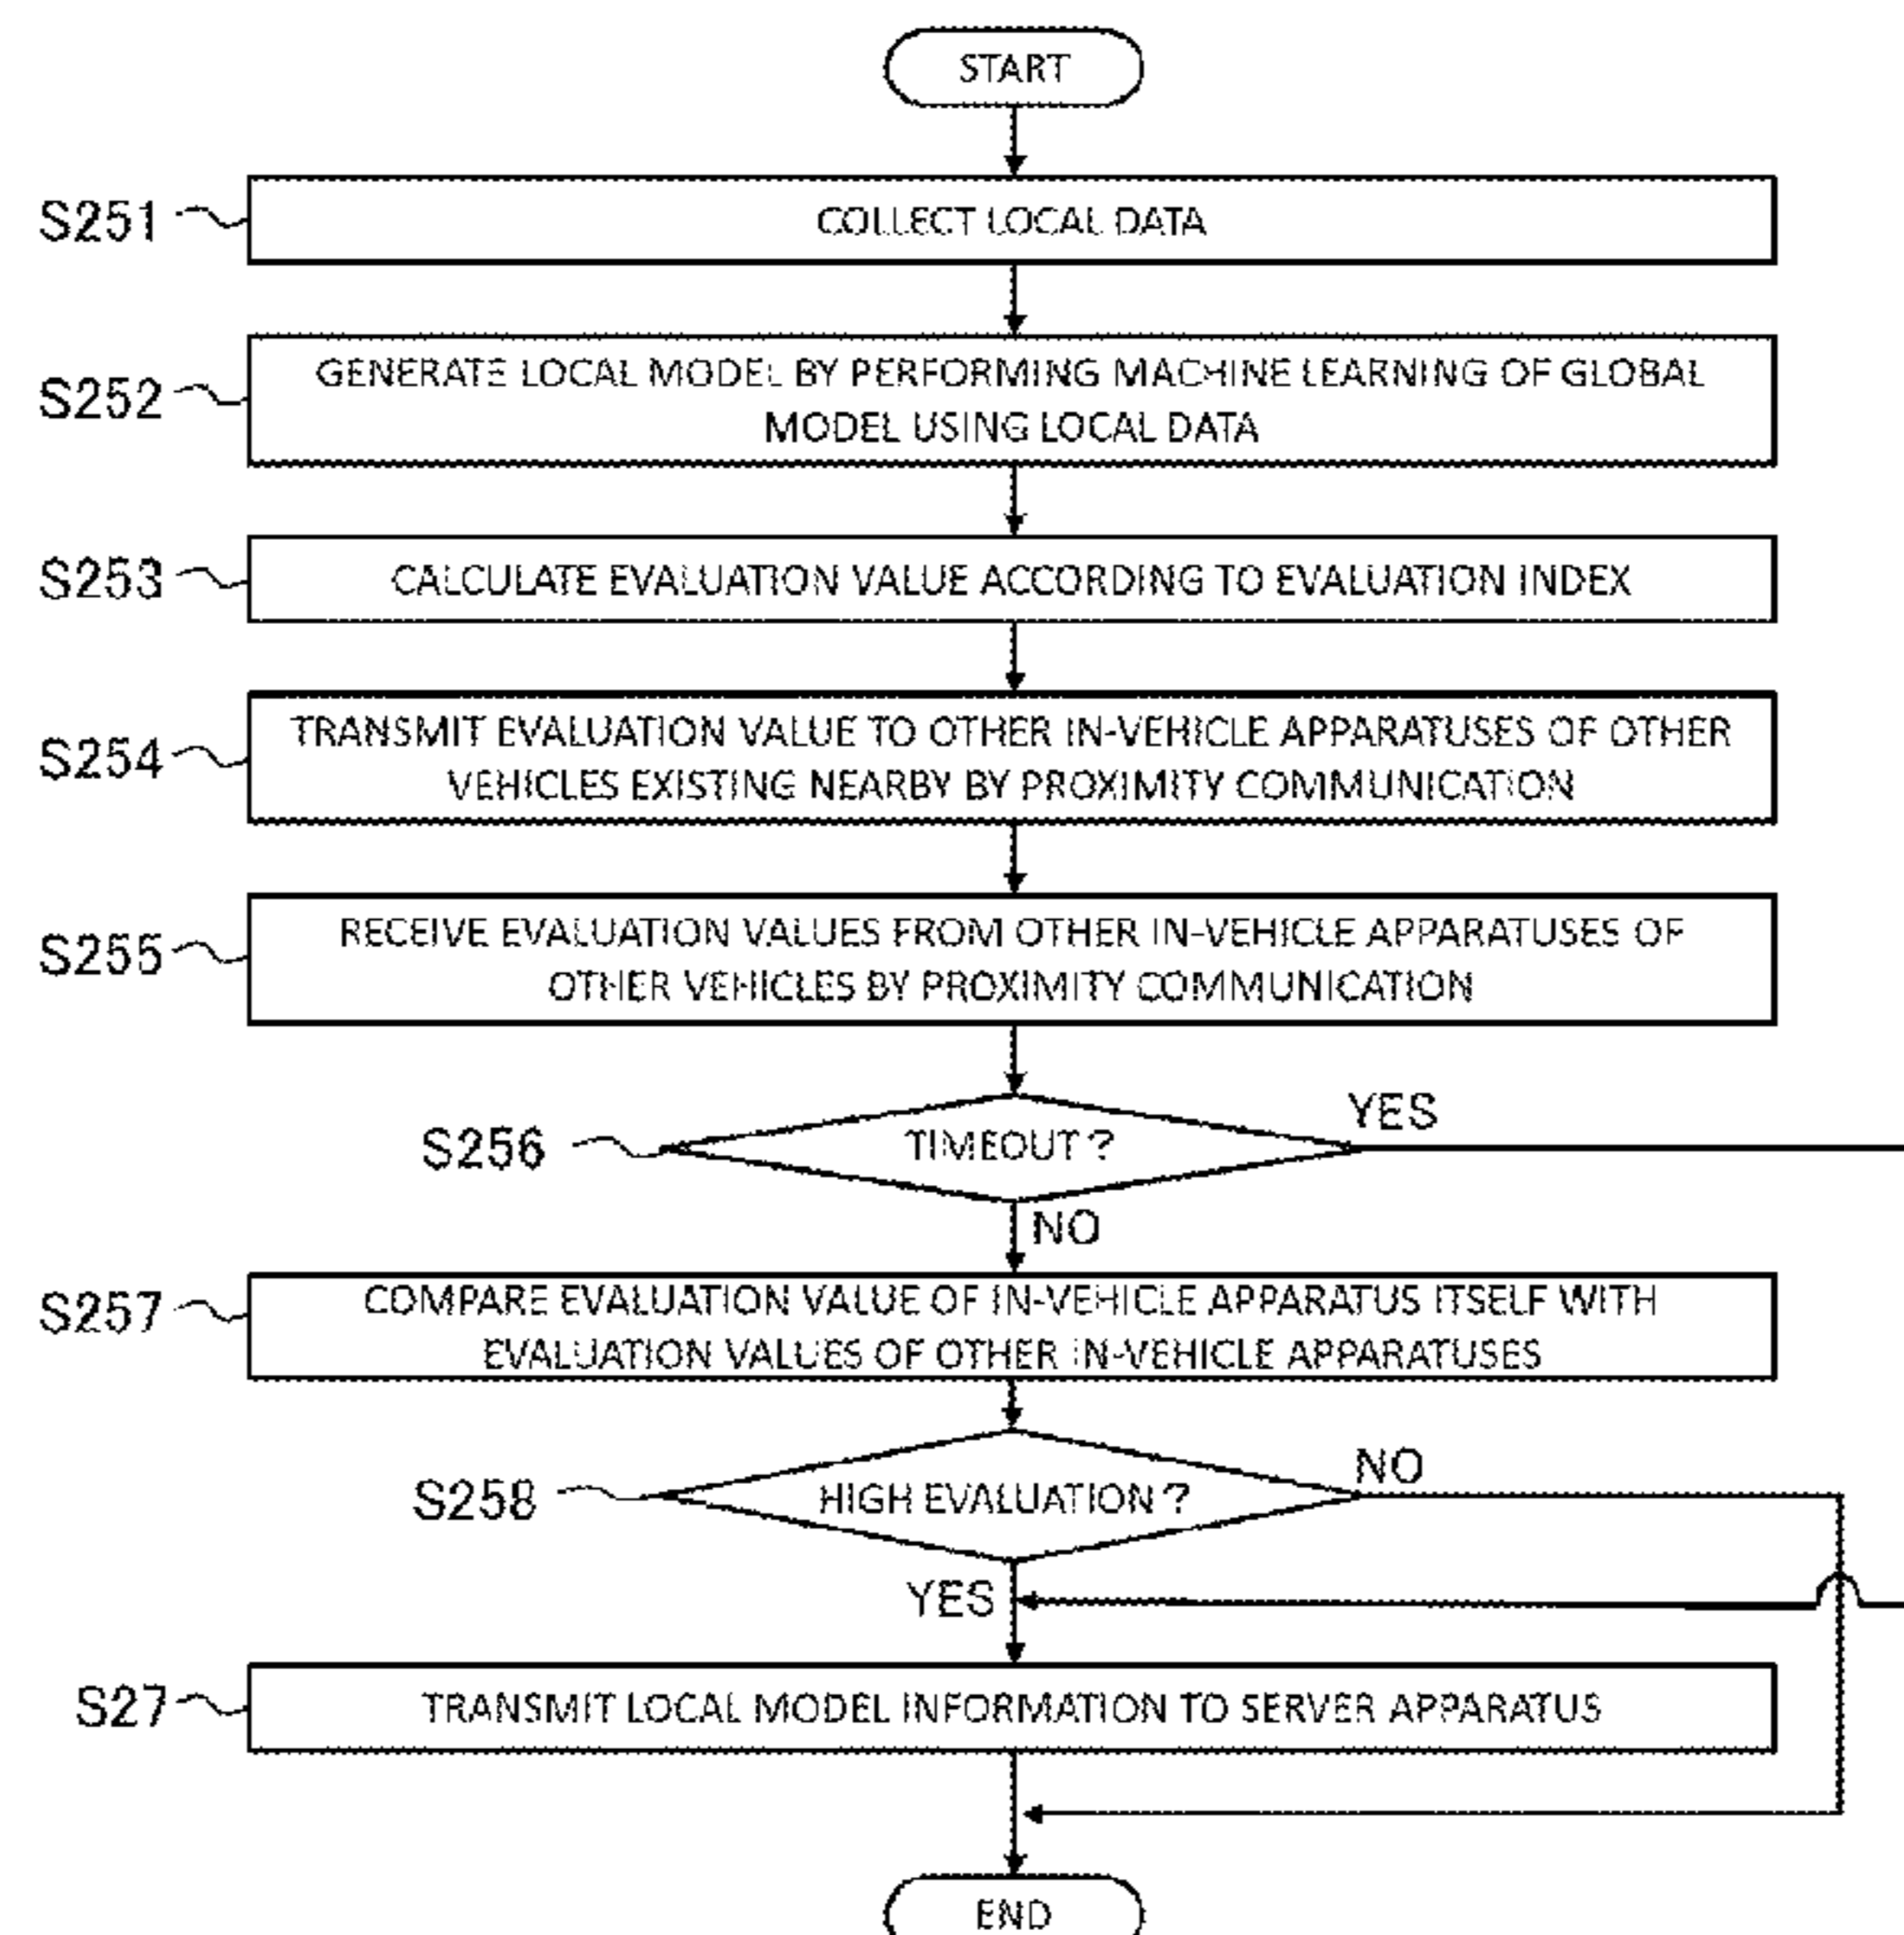 START
S251
COLLECT LOCAL DATA
S252
GENERATE LOCAL MODEL BY PERFORMING MACHINE LEARNING OF GLOBAL
MODEL USING LOCAL DATA
S253
CALCULATE EVALUATION VALUE ACCORDING TO EVALUATION INDEX
S254
TRANSMIT EVALUATION VALUE TO OTHER IN-VEHICLE APPARATUSES OF OTHER
VEHICLES EXISTING NEARBY BY PROXIMITY COMMUNICATION
S255
RECEIVE EVALUATION VALUES FROM OTHER IN-VEHICLE APPARATUSES OF
OTHER VEHICLES BY PROXIMITY COMMUNICATION
S256
TIMEOUT ?
YES
NO
S257
COMPARE EVALUATION VALUE OF IN-VEHICLE APPARATUS ITSELF WITH
EVALUATION VALUES OF OTHER IN-VEHICLE APPARATUSES
S258
HIGH EVALUATION ?
NO
YES
S27
TRANSMIT LOCAL MODEL INFORMATION TO SERVER APPARATUS
END